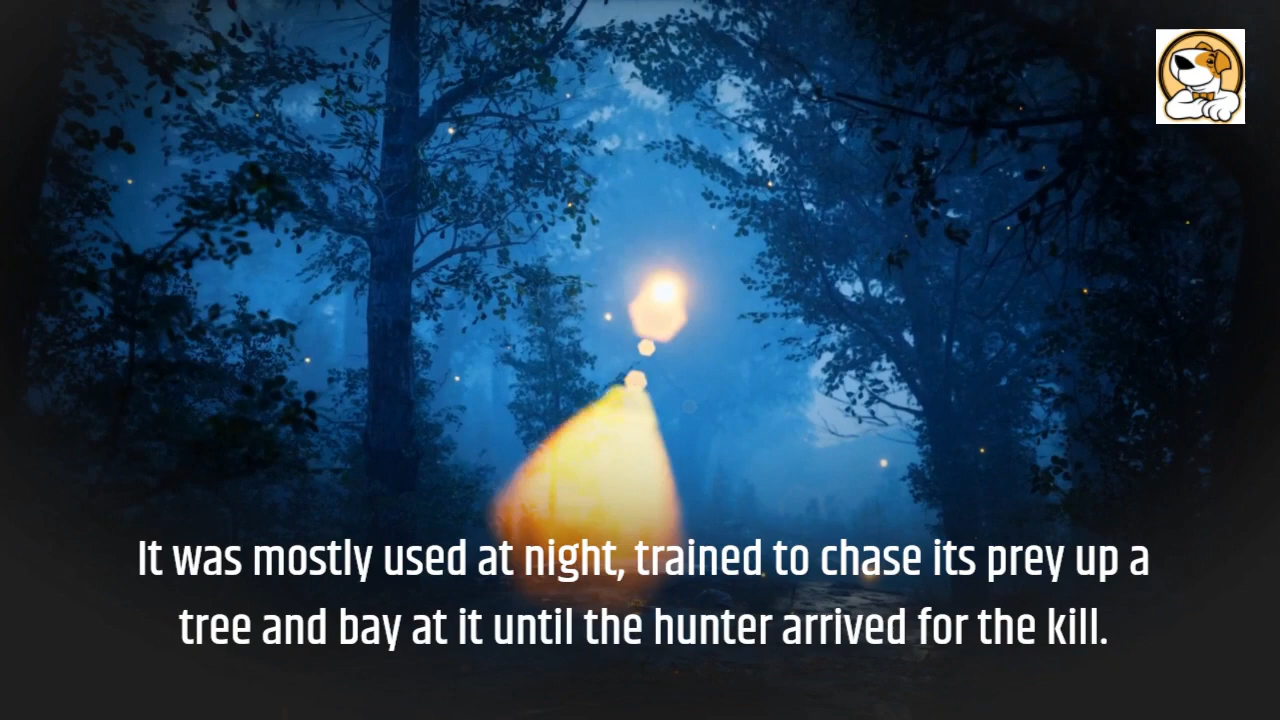 It was mostly used at night, trained to chase its prey up a
tree and bay at it until the hunter arrived for the kill.